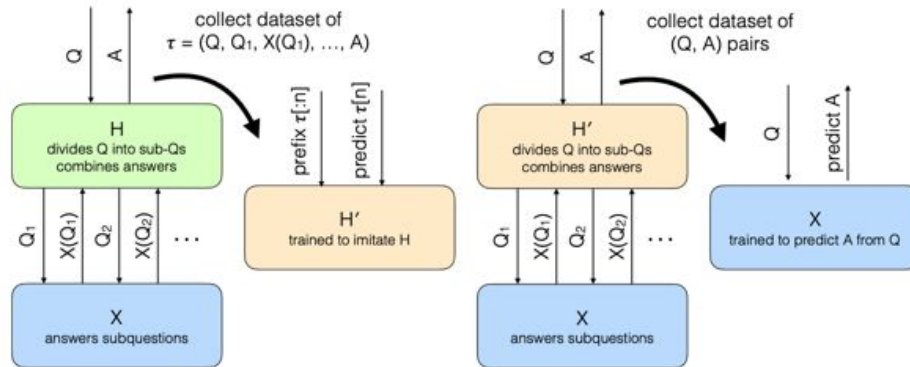 collect dataset of
τ = (Q, Q₁, X(Q₁), ..., A)
Q
A
H
divides Q into sub-Qs
combines answers
prefix τ[:n]
predict τ[n]
H′
trained to imitate H
Q₁
X(Q₁)
Q₂
X(Q₂)
...
X
answers subquestions
collect dataset of
(Q, A) pairs
Q
A
H′
divides Q into sub-Qs
combines answers
Q
predict A
X
trained to predict A from Q
Q₁
X(Q₁)
Q₂
X(Q₂)
...
X
answers subquestions